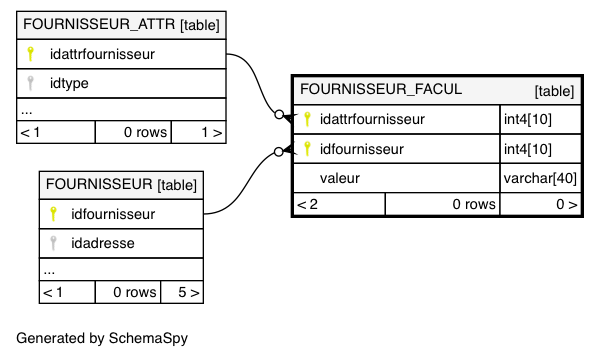 FOURNISSEUR_ATTR [table]
idattrfournisseur
idtype
...
< 1 0 rows 1 >
FOURNISSEUR_FACUL [table]
idattrfournisseur int4[10]
idfournisseur int4[10]
valeur varchar[40]
< 2 0 rows 0 >
FOURNISSEUR [table]
idfournisseur
idadresse
...
< 1 0 rows 5 >
Generated by SchemaSpy